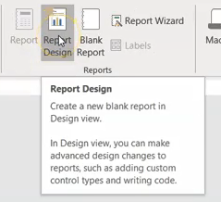 Report Report Blank Report Wizard
Design Report Labels
Mac
Reports
Report Design
Create a new blank report in
Design view.
In Design view, you can make
advanced design changes to
reports, such as adding custom
control types and writing code.